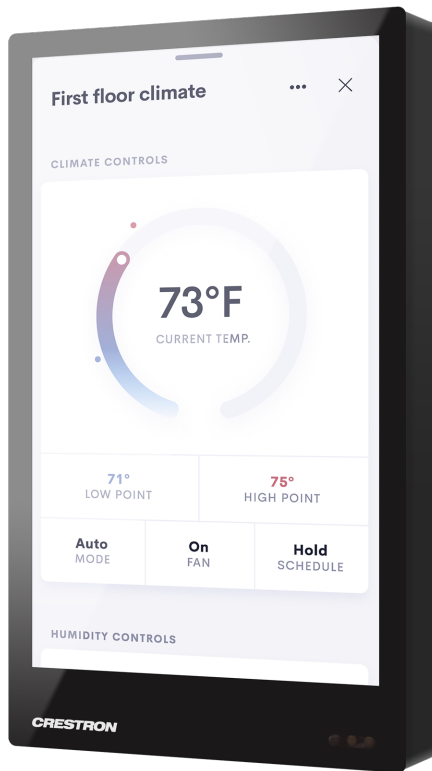 First floor climate
CLIMATE CONTROLS
73°F
CURRENT TEMP.
71°
LOW POINT
75°
HIGH POINT
Auto
MODE
On
FAN
Hold
SCHEDULE
HUMIDITY CONTROLS
CRESTRON